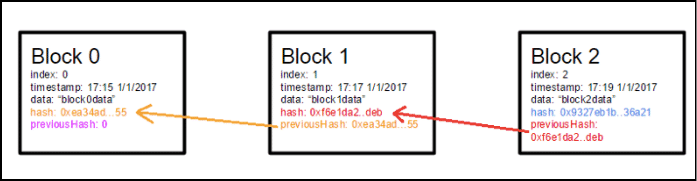 Block 0
index: 0
timestamp: 17:15 1/1/2017
data: "block0data"
hash: 0xea34ad...55
previousHash: 0
Block 1
index: 1
timestamp: 17:17 1/1/2017
data: "block1data"
hash: 0xf6e1da2..deb
previousHash: 0xea34ad...55
Block 2
index: 2
timestamp: 17:19 1/1/2017
data: "block2data"
hash: 0x9327eb1b..36a21
previousHash:
0xf6e1da2..deb